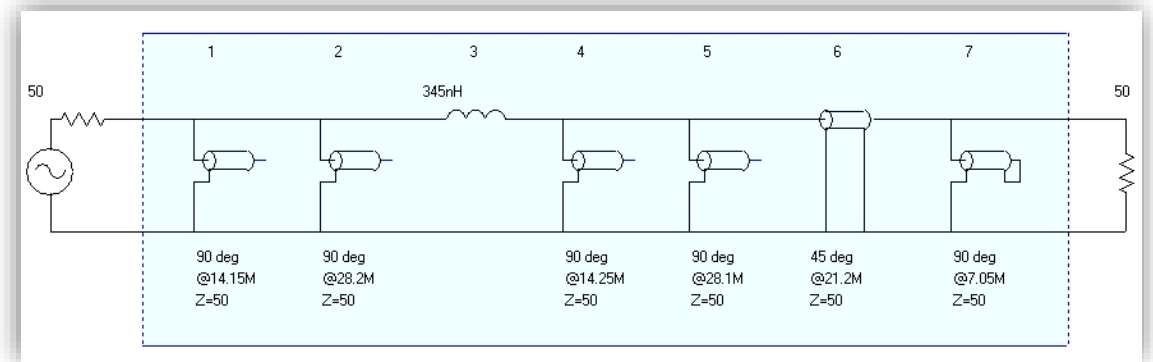 1 2 3 4 5 6 7
50 345nH 50
90 deg 90 deg 90 deg 90 deg 45 deg 90 deg
@14.15M @28.2M @14.25M @28.1M @21.2M @7.05M
Z=50 Z=50 Z=50 Z=50 Z=50 Z=50